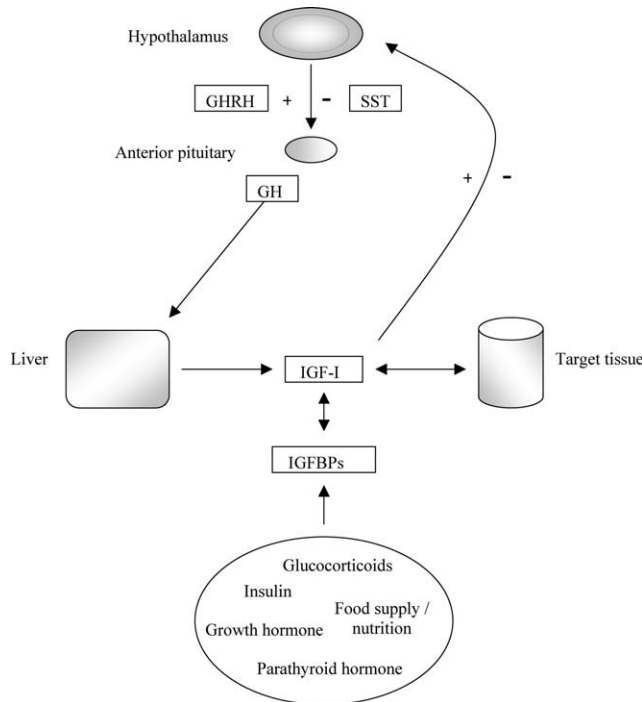 Hypothalamus
GHRH + - SST
Anterior pituitary
GH
+ -
Liver
IGF-I
Target tissue
IGFBPs
Glucocorticoids
Insulin
Food supply /
nutrition
Growth hormone
Parathyroid hormone